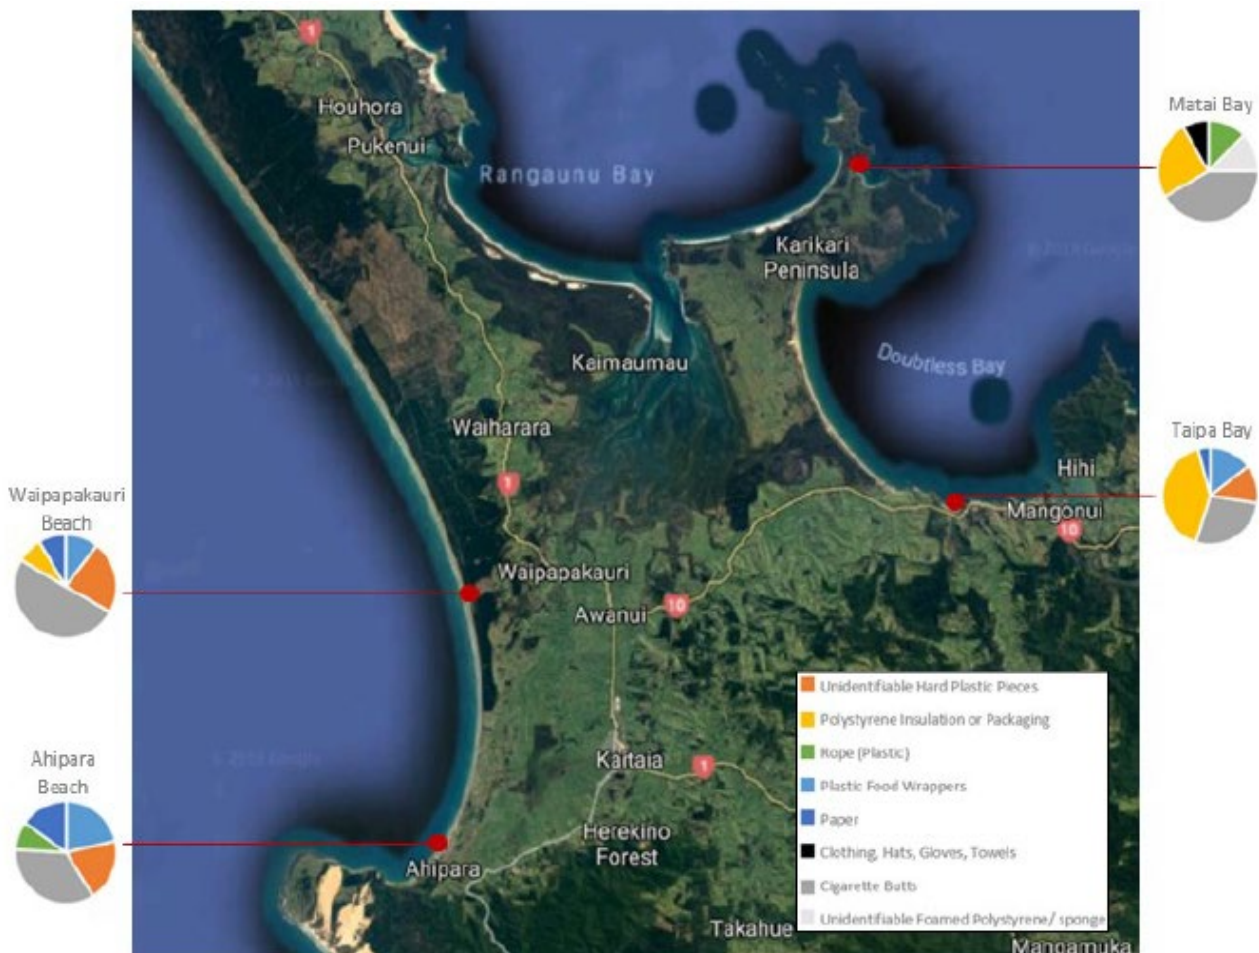 Matai Bay
1
Houhora
Pukenui
Rangaunu Bay
Karikari
Peninsula
Kaimaumau
Doubtless Bay
Taipa Bay
Waiharara
Hihi
1
Mangonui
10
Waipapakauri
Beach
Waipapakauri
Awanui
10
Unidentifiable Hard Plastic Pieces
Polystyrene Insulation or Packaging
Rope (Plastic)
Plastic Food Wrappers
Paper
Clothing, Hats, Gloves, Towels
Cigarette Butts
Unidentifiable Foamed Polystyrene/ sponge
Ahipara
Beach
Kaitaia
1
Herekino
Forest
Ahipara
Takahue
Mangamuka